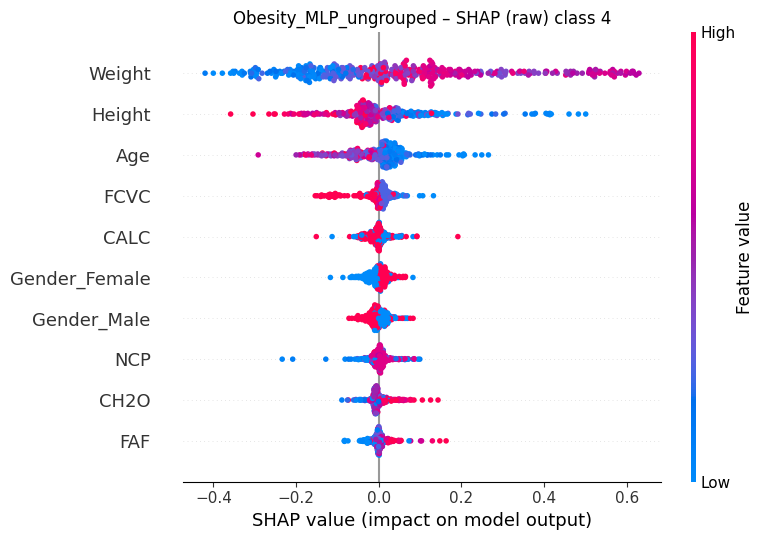 Obesity_MLP_ungrouped – SHAP (raw) class 4
High
Weight
Height
Age
FCVC
CALC
Gender_Female
Gender_Male
NCP
CH2O
FAF
Feature value
Low
−0.4 −0.2 0.0 0.2 0.4 0.6
SHAP value (impact on model output)